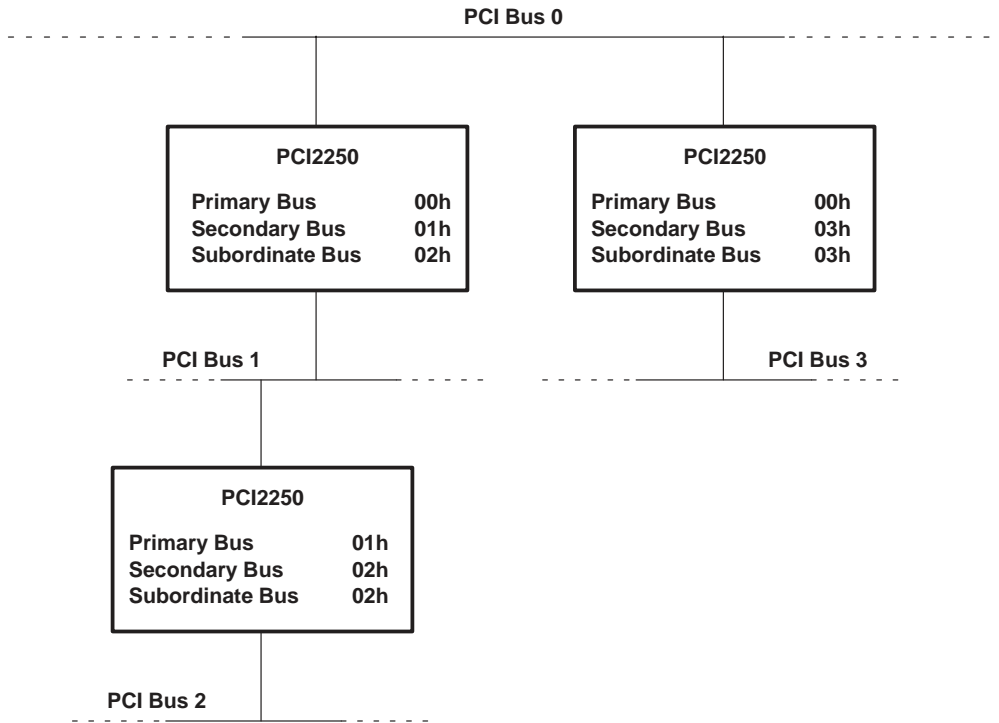 PCI Bus 0
PCI2250
Primary Bus 00h
Secondary Bus 01h
Subordinate Bus 02h
PCI2250
Primary Bus 00h
Secondary Bus 03h
Subordinate Bus 03h
PCI Bus 1
PCI Bus 3
PCI2250
Primary Bus 01h
Secondary Bus 02h
Subordinate Bus 02h
PCI Bus 2